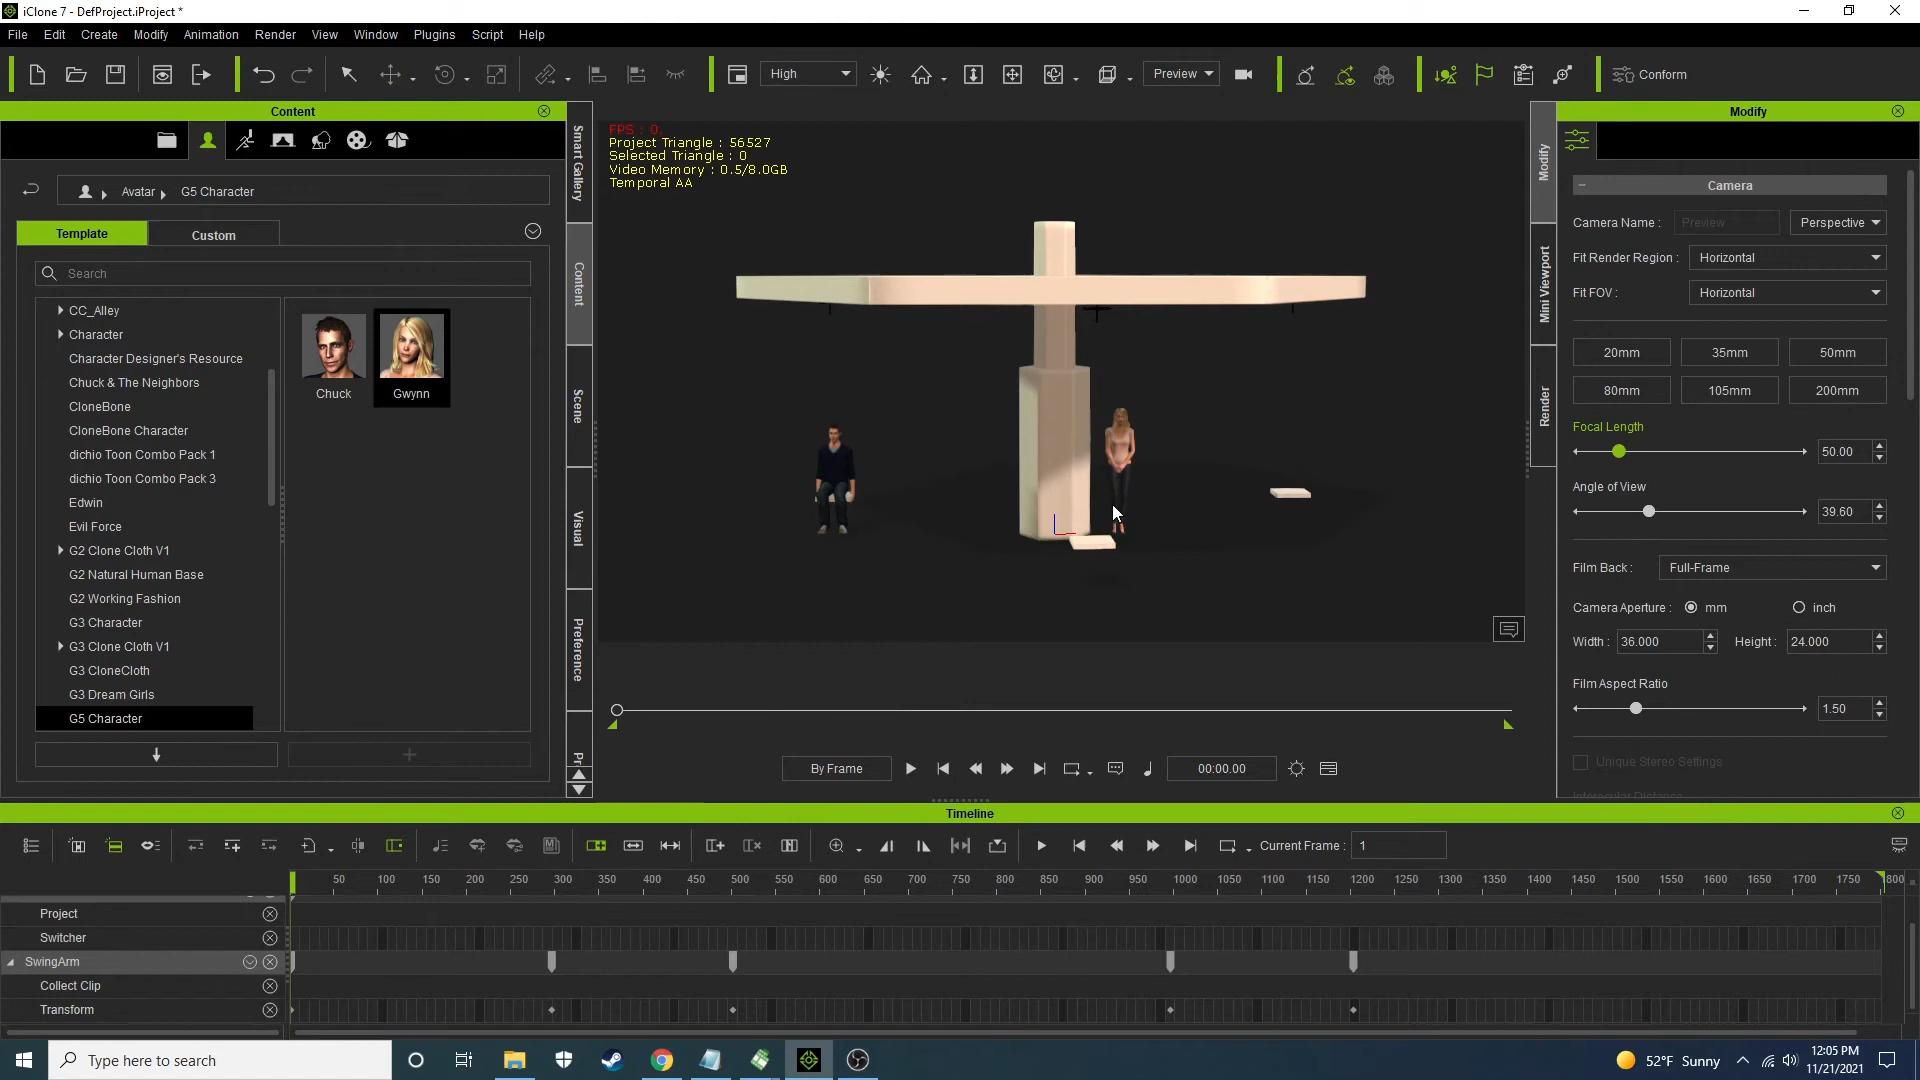 iClone 7 - DefProject.iProject *
File Edit Create Modify Animation Render View Window Plugins Script Help
High Preview Conform
Content
Avatar G5 Character
Template Custom
Search
CC_Alley
Character
Character Designer's Resource
Chuck & The Neighbors
CloneBone
CloneBone Character
dichio Toon Combo Pack 1
dichio Toon Combo Pack 3
Edwin
Evil Force
G2 Clone Cloth V1
G2 Natural Human Base
G2 Working Fashion
G3 Character
G3 Clone Cloth V1
G3 CloneCloth
G3 Dream Girls
G5 Character
Chuck Gwynn
Smart Gallery
Content
Scene
Visual
Preference
Pr
FPS : 0.
Project Triangle : 56527
Selected Triangle : 0
Video Memory : 0.5/8.0GB
Temporal AA
By Frame 00:00.00
Modify
Mini Viewport
Render
Modify
Camera
Camera Name : Preview Perspective
Fit Render Region : Horizontal
Fit FOV : Horizontal
20mm 35mm 50mm
80mm 105mm 200mm
Focal Length
50.00
Angle of View
39.60
Film Back : Full-Frame
Camera Aperture : mm inch
Width : 36.000 Height : 24.000
Film Aspect Ratio
1.50
Unique Stereo Settings
Interocular Distance
Timeline
Current Frame : 1
50 100 150 200 250 300 350 400 450 500 550 600 650 700 750 800 850 900 950 1000 1050 1100 1150 1200 1250 1300 1350 1400 1450 1500 1550 1600 1650 1700 1750 800
Project
Switcher
SwingArm
Collect Clip
Transform
Type here to search
52°F Sunny
12:05 PM
11/21/2021